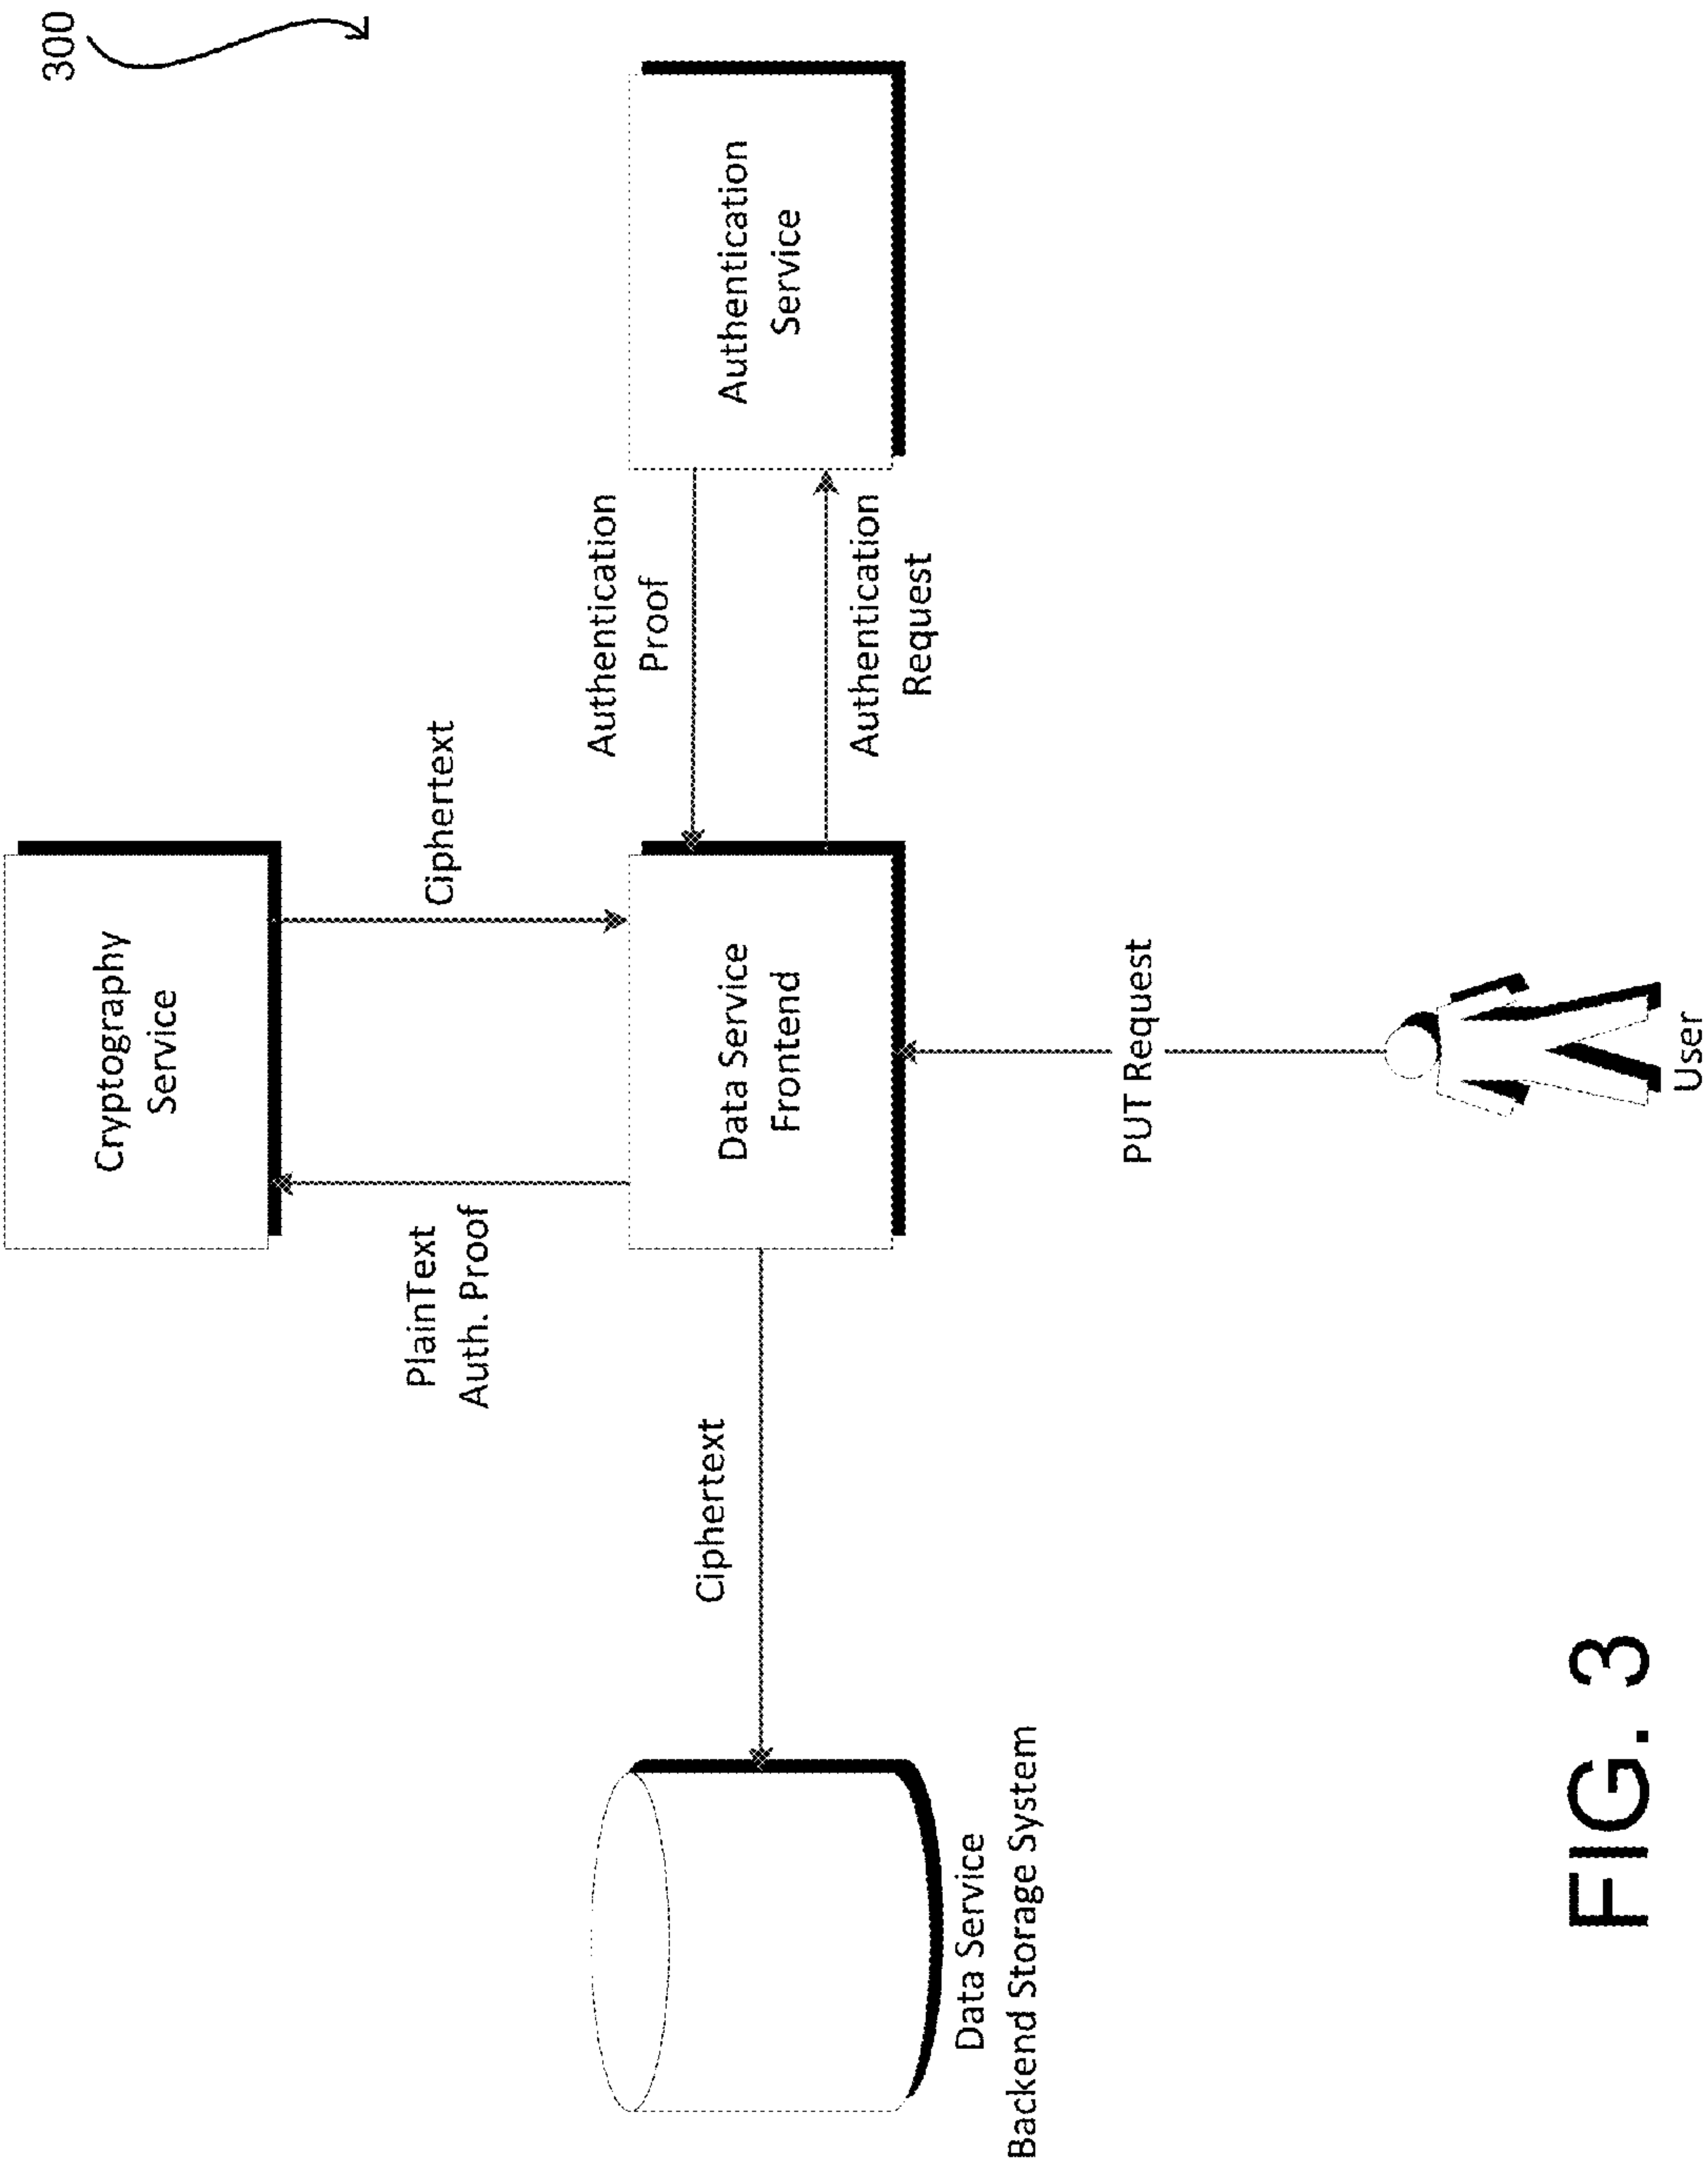 300
Cryptography
Service
PlainText
Auth. Proof
Ciphertext
Data Service
Frontend
Authentication
Proof
Authentication
Request
Authentication
Service
Ciphertext
Data Service
Backend Storage System
PUT Request
User
FIG. 3